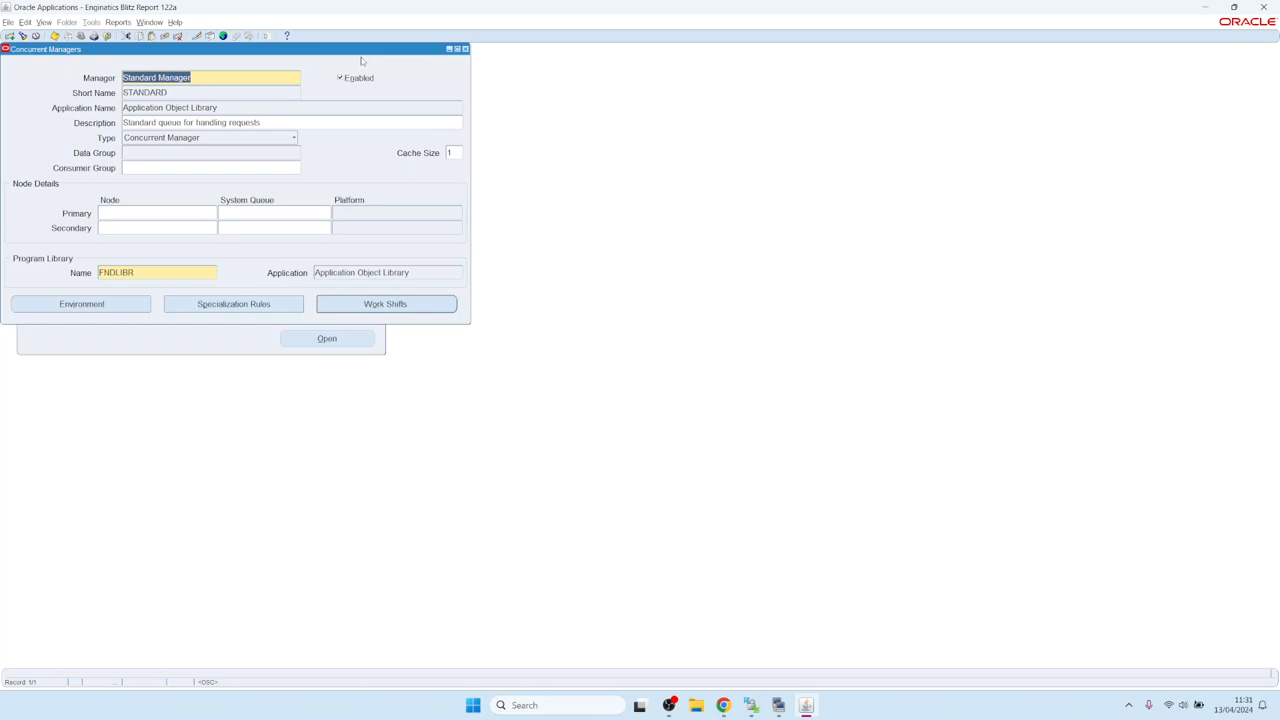 Oracle Applications - Enginatics Blitz Report 122a
File Edit View Folder Tools Reports Window Help
ORACLE
Concurrent Managers
Manager Standard Manager Enabled
Short Name STANDARD
Application Name Application Object Library
Description Standard queue for handling requests
Type Concurrent Manager
Data Group Cache Size 1
Consumer Group
Node Details
Node System Queue Platform
Primary
Secondary
Program Library
Name FNDLIBR Application Application Object Library
Environment Specialization Rules Work Shifts
Open
Record: 1/1 ... <OSC>
Search
11:31
13/04/2024